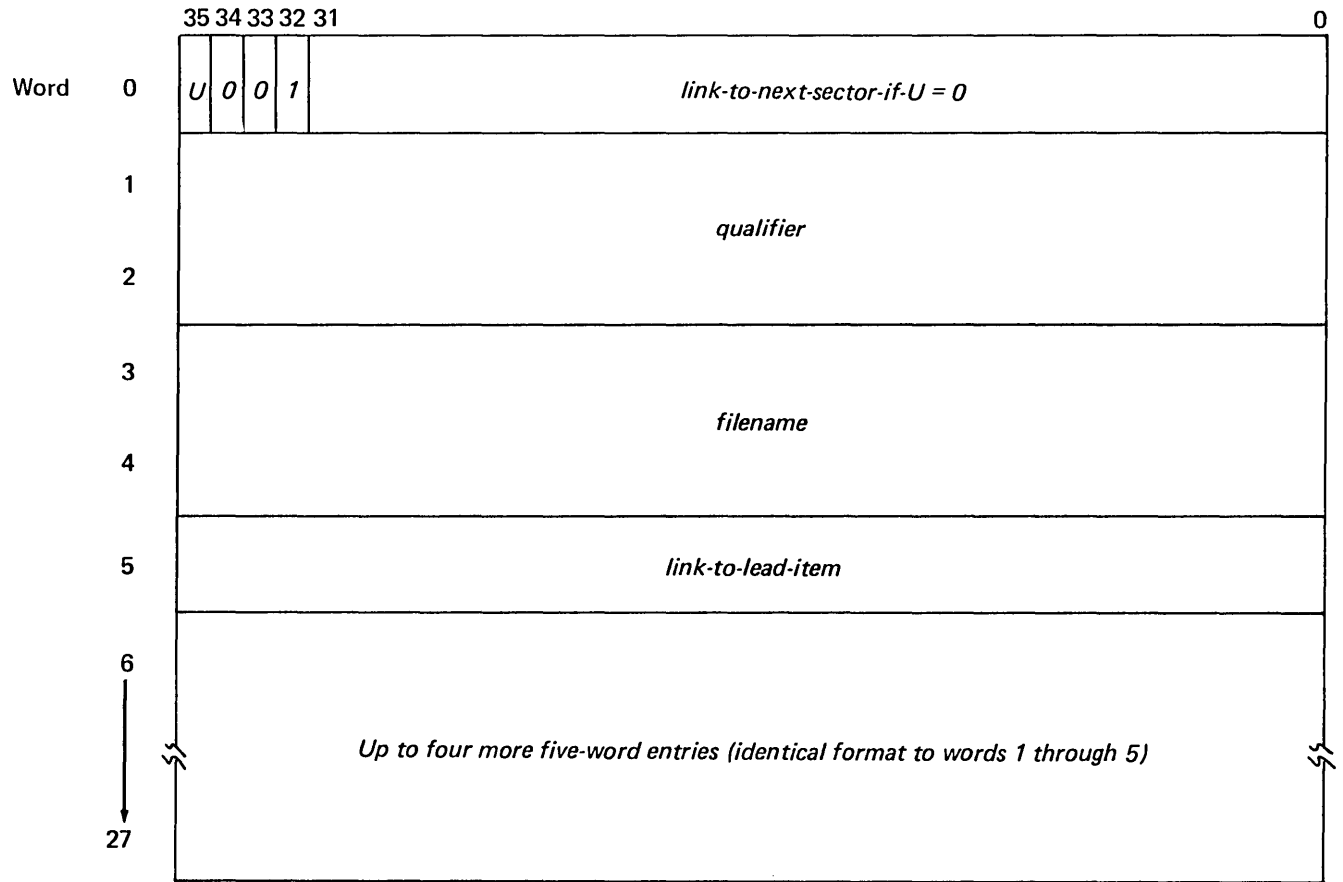 35 34 33 32 31 0
Word 0 U 0 0 1 link-to-next-sector-if-U = 0
1
qualifier
2
3
filename
4
5 link-to-lead-item
6
Up to four more five-word entries (identical format to words 1 through 5)
27